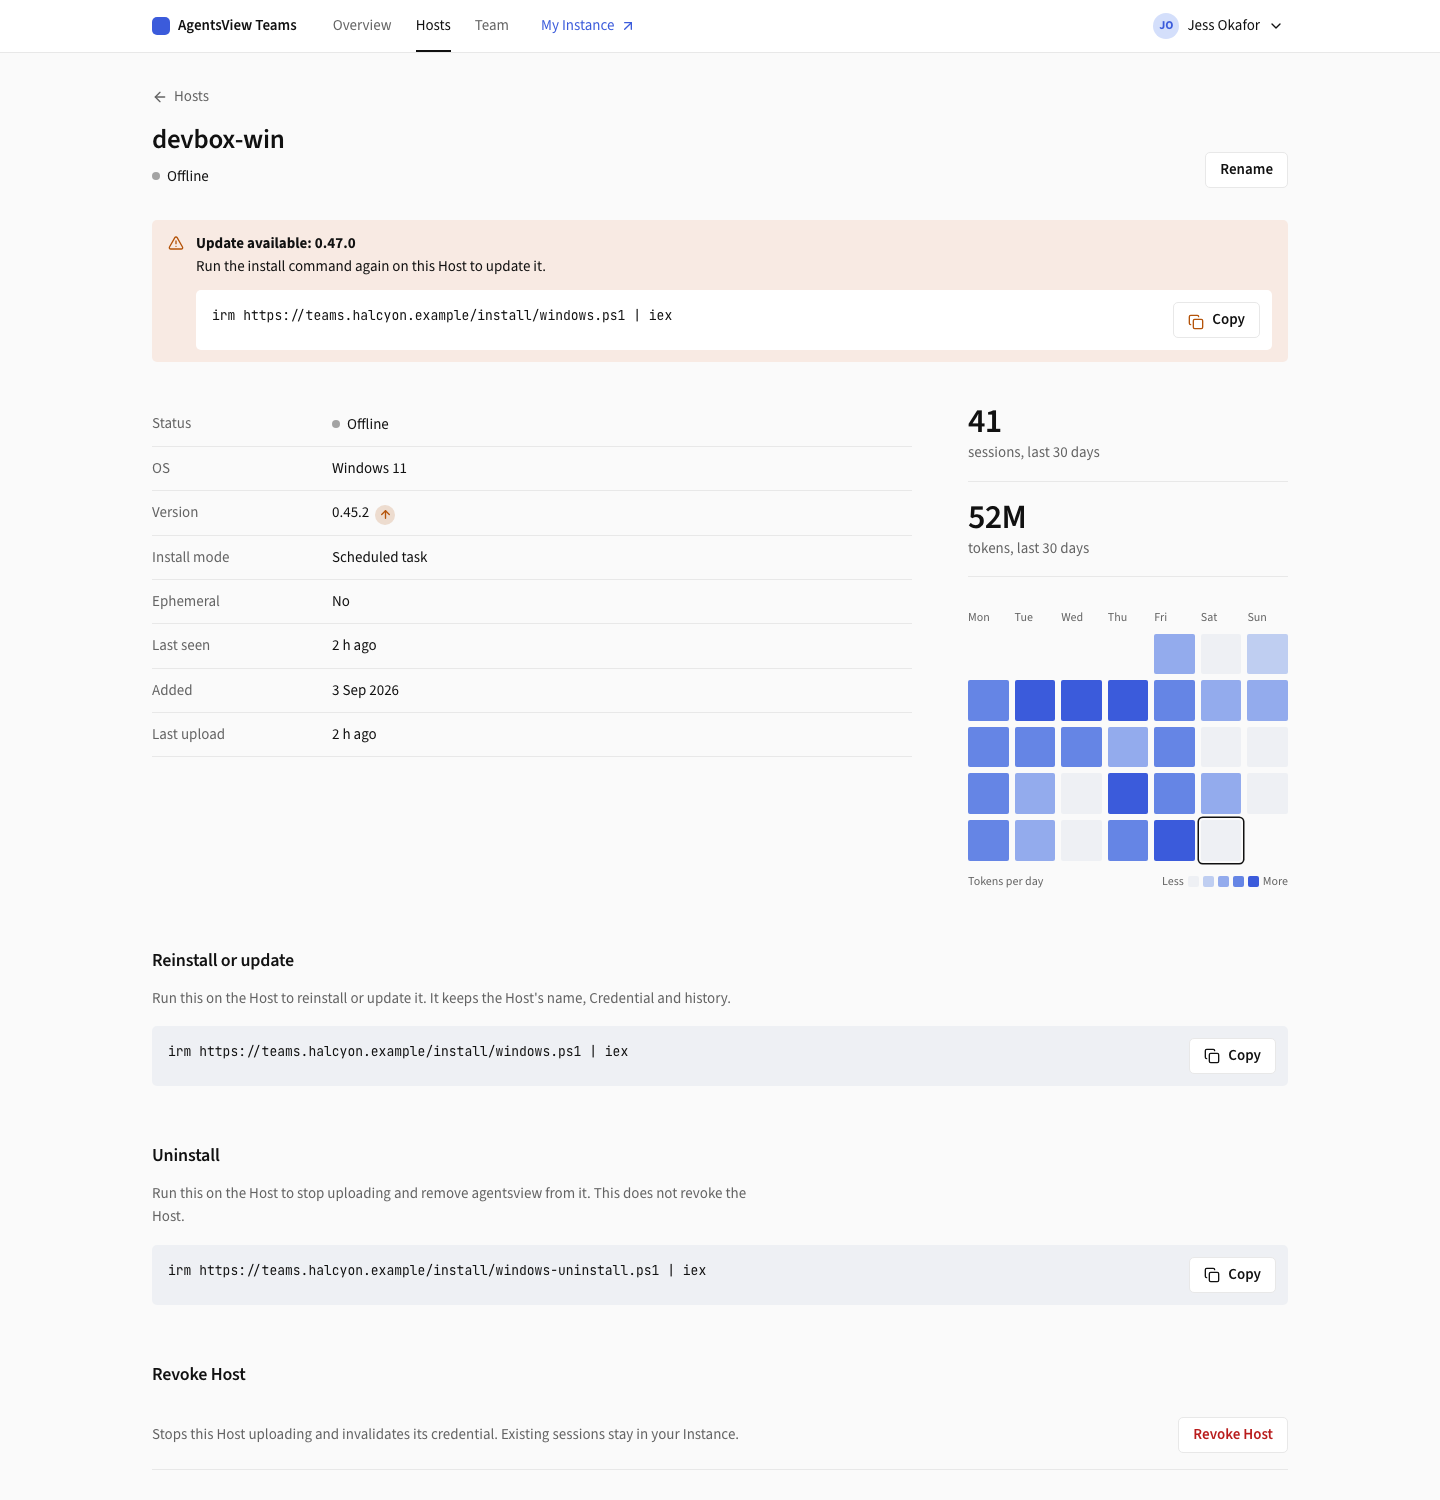 AgentsView Teams
Overview
Hosts
Team
My Instance
JO
Jess Okafor
Hosts
devbox-win
Offline
Rename
Update available: 0.47.0
Run the install command again on this Host to update it.
irm https://teams.halcyon.example/install/windows.ps1 | iex
Copy
Status
Offline
OS
Windows 11
Version
0.45.2
Install mode
Scheduled task
Ephemeral
No
Last seen
2 h ago
Added
3 Sep 2026
Last upload
2 h ago
41
sessions, last 30 days
52M
tokens, last 30 days
Mon Tue Wed Thu Fri Sat Sun
Tokens per day
Less
More
Reinstall or update
Run this on the Host to reinstall or update it. It keeps the Host's name, Credential and history.
irm https://teams.halcyon.example/install/windows.ps1 | iex
Copy
Uninstall
Run this on the Host to stop uploading and remove agentsview from it. This does not revoke the
Host.
irm https://teams.halcyon.example/install/windows-uninstall.ps1 | iex
Copy
Revoke Host
Stops this Host uploading and invalidates its credential. Existing sessions stay in your Instance.
Revoke Host